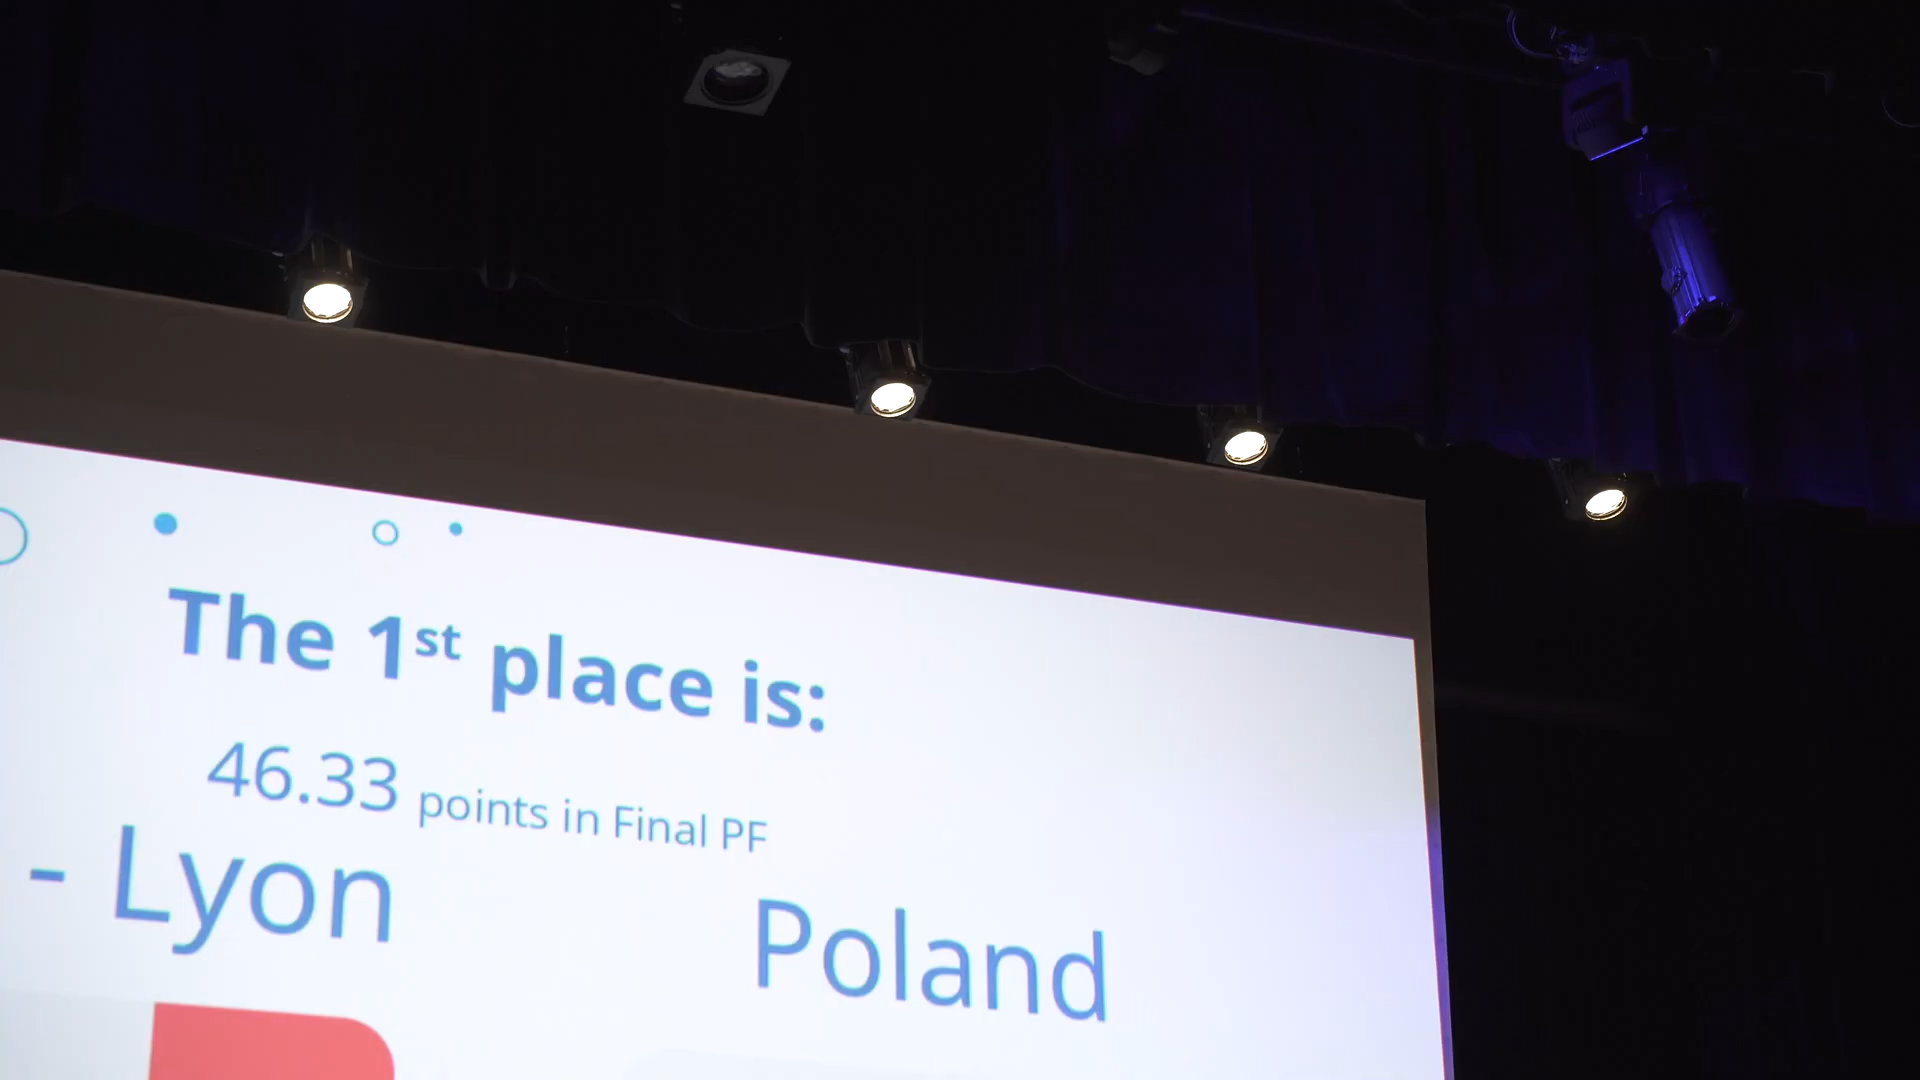 The 1st place is:
46.33 points in Final PF
- Lyon
Poland